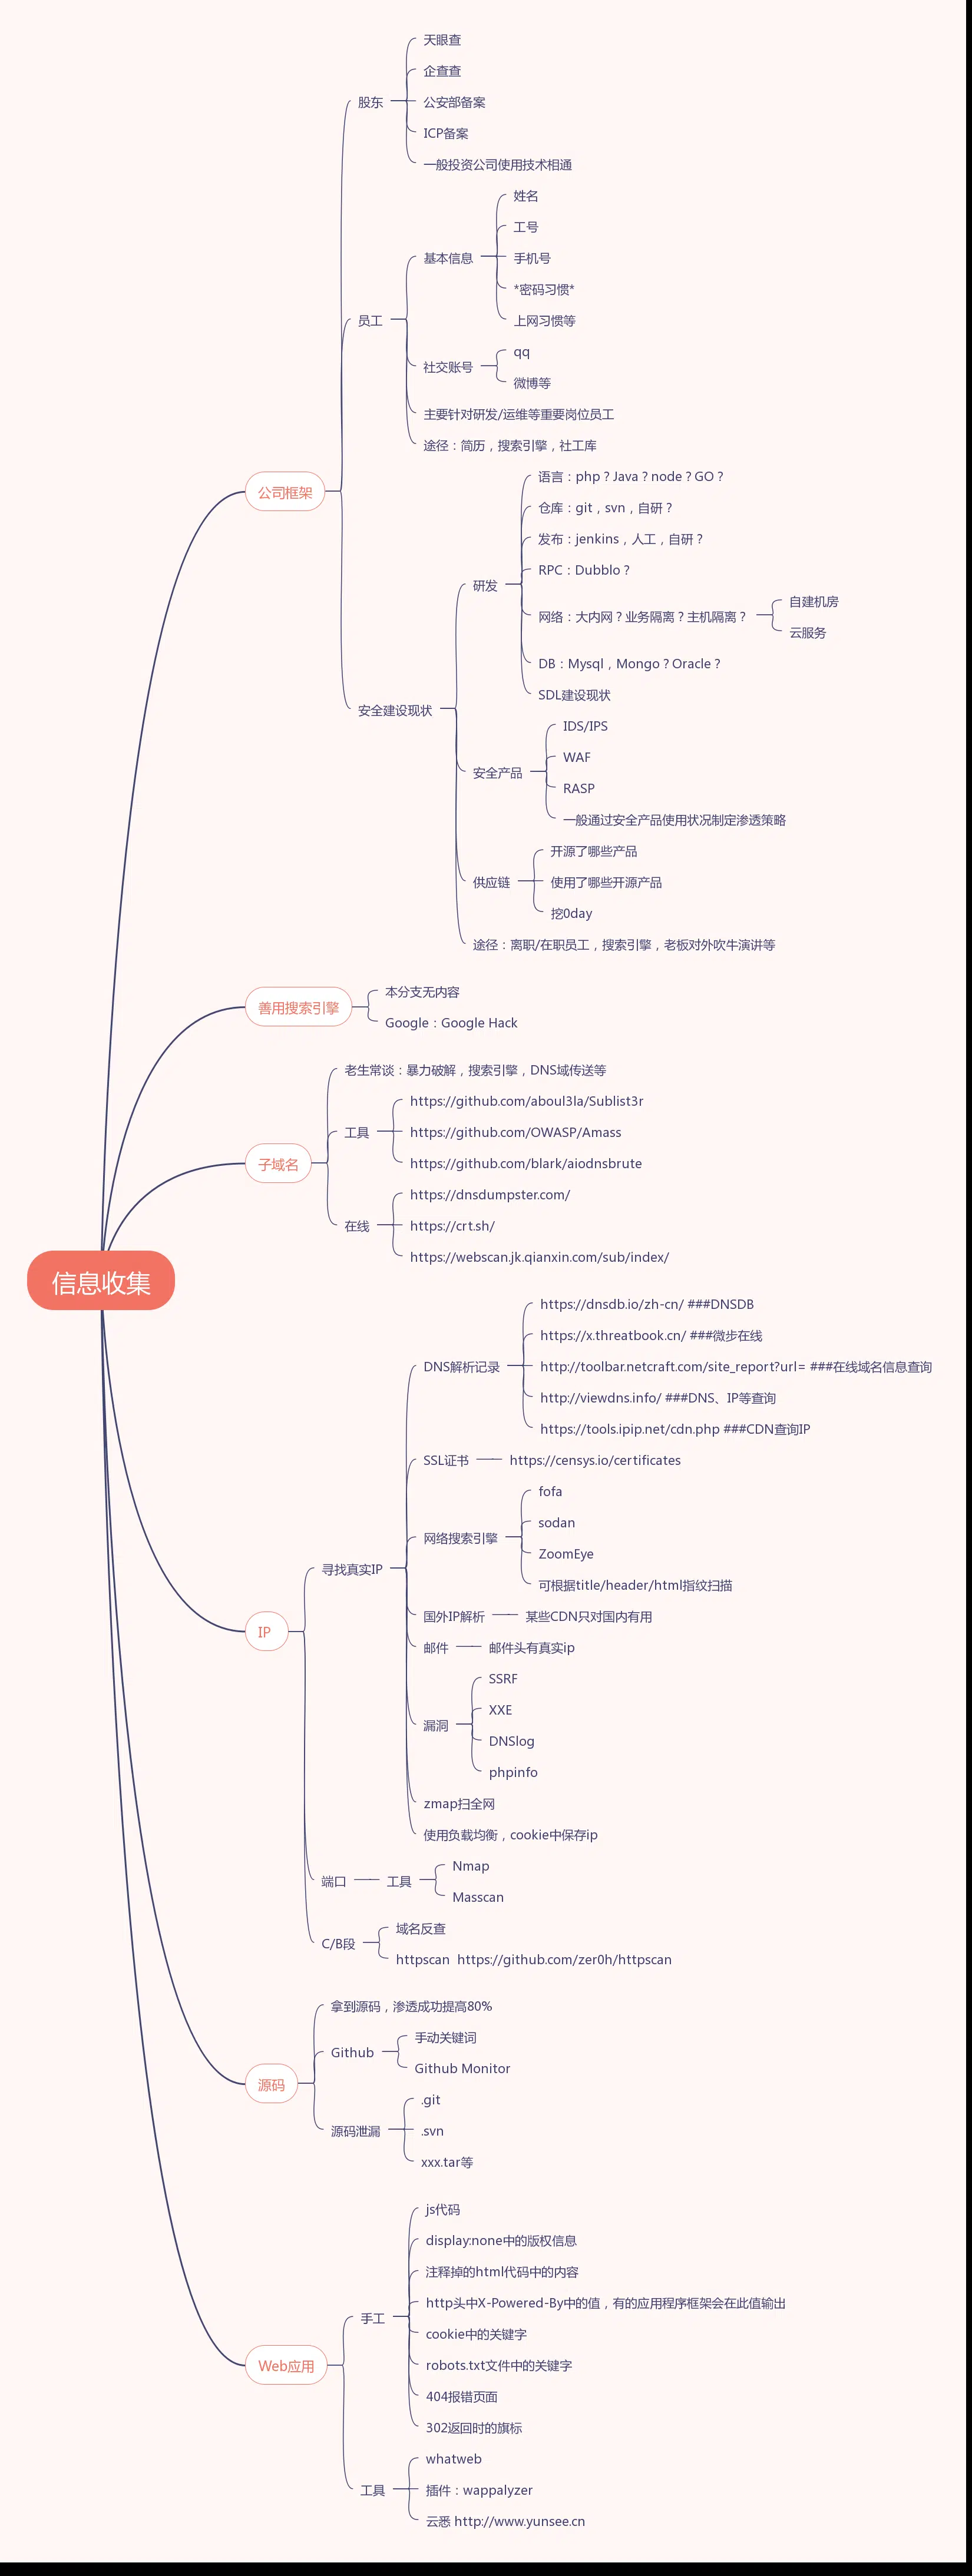 信息收集
公司框架
股东
天眼查
企查查
公安部备案
ICP备案
一般投资公司使用技术相通
员工
基本信息
姓名
工号
手机号
*密码习惯*
上网习惯等
社交账号
qq
微博等
主要针对研发/运维等重要岗位员工
途径：简历，搜索引擎，社工库
安全建设现状
研发
语言：php？Java？node？GO？
仓库：git，svn，自研？
发布：jenkins，人工，自研？
RPC：Dubblo？
网络：大内网？业务隔离？主机隔离？
自建机房
云服务
DB：Mysql，Mongo？Oracle？
SDL建设现状
安全产品
IDS/IPS
WAF
RASP
一般通过安全产品使用状况制定渗透策略
供应链
开源了哪些产品
使用了哪些开源产品
挖0day
途径：离职/在职员工，搜索引擎，老板对外吹牛演讲等
善用搜索引擎
本分支无内容
Google：Google Hack
子域名
老生常谈：暴力破解，搜索引擎，DNS域传送等
工具
https://github.com/aboul3la/Sublist3r
https://github.com/OWASP/Amass
https://github.com/blark/aiodnsbrute
在线
https://dnsdumpster.com/
https://crt.sh/
https://webscan.jk.qianxin.com/sub/index/
IP
寻找真实IP
DNS解析记录
https://dnsdb.io/zh-cn/ ###DNSDB
https://x.threatbook.cn/ ###微步在线
http://toolbar.netcraft.com/site_report?url= ###在线域名信息查询
http://viewdns.info/ ###DNS、IP等查询
https://tools.ipip.net/cdn.php ###CDN查询IP
SSL证书
https://censys.io/certificates
网络搜索引擎
fofa
sodan
ZoomEye
可根据title/header/html指纹扫描
国外IP解析
某些CDN只对国内有用
邮件
邮件头有真实ip
漏洞
SSRF
XXE
DNSlog
phpinfo
zmap扫全网
使用负载均衡，cookie中保存ip
端口
工具
Nmap
Masscan
C/B段
域名反查
httpscan  https://github.com/zer0h/httpscan
源码
拿到源码，渗透成功提高80%
Github
手动关键词
Github Monitor
源码泄漏
.git
.svn
xxx.tar等
Web应用
手工
js代码
display:none中的版权信息
注释掉的html代码中的内容
http头中X-Powered-By中的值，有的应用程序框架会在此值输出
cookie中的关键字
robots.txt文件中的关键字
404报错页面
302返回时的旗标
工具
whatweb
插件：wappalyzer
云悉 http://www.yunsee.cn